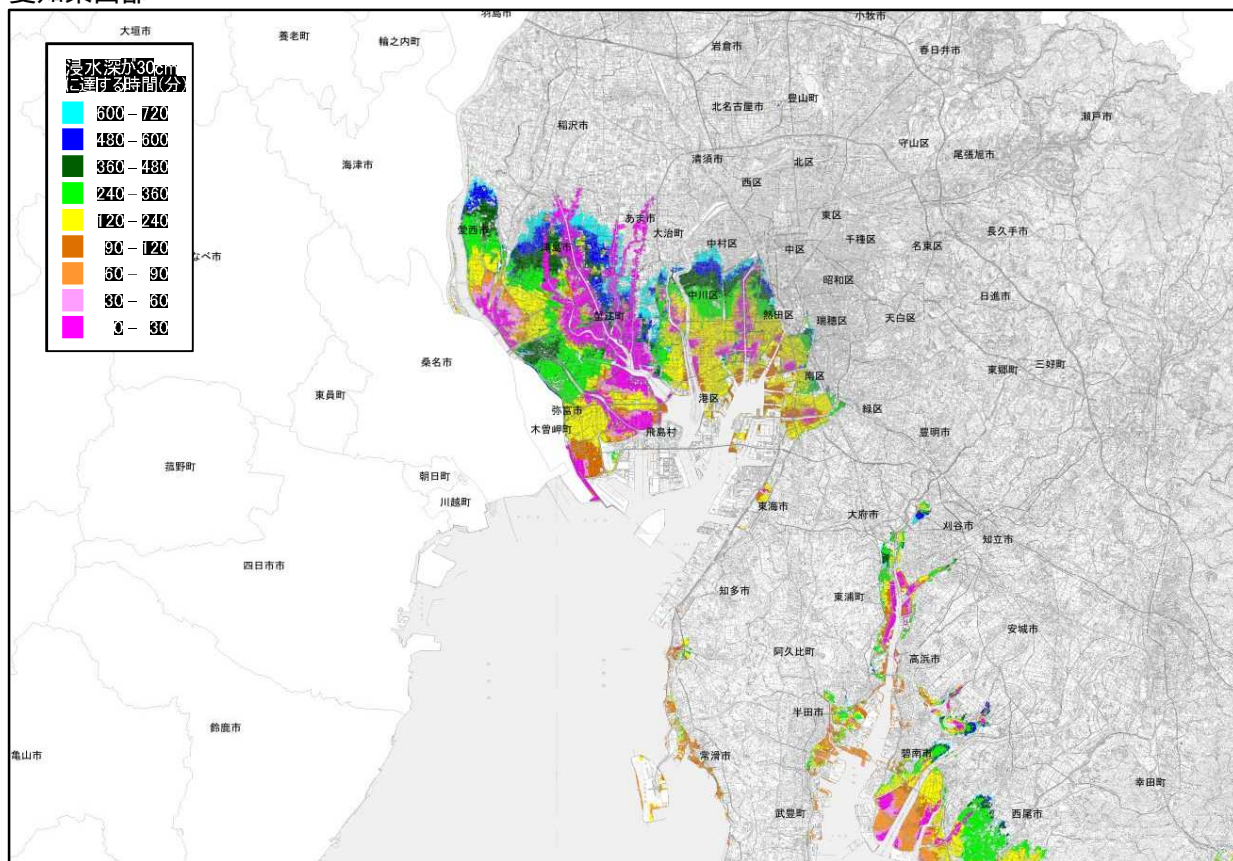 羽島市
小牧市
大垣市
養老町
輪之内町
岩倉市
春日井市
浸水深が30cm
に達する時間(分)
600－720
480－600
360－480
240－360
120－240
90－120
60－90
30－60
0－30
北名古屋市
豊山町
瀬戸市
稲沢市
守山区
尾張旭市
海津市
清須市
北区
西区
あま市
東区
愛西市
大治町
中村区
中区
千種区
名東区
長久手市
なべ市
昭和区
中川区
日進市
蟹江町
熱田区
瑞穂区
天白区
桑名市
東郷町
三好町
南区
東員町
港区
弥富市
緑区
木曽岬町
飛島村
豊明市
菰野町
朝日町
川越町
東海市
大府市
刈谷市
知立市
四日市市
知多市
東浦町
安城市
阿久比町
高浜市
半田市
鈴鹿市
亀山市
常滑市
碧南市
幸田町
武豊町
西尾市